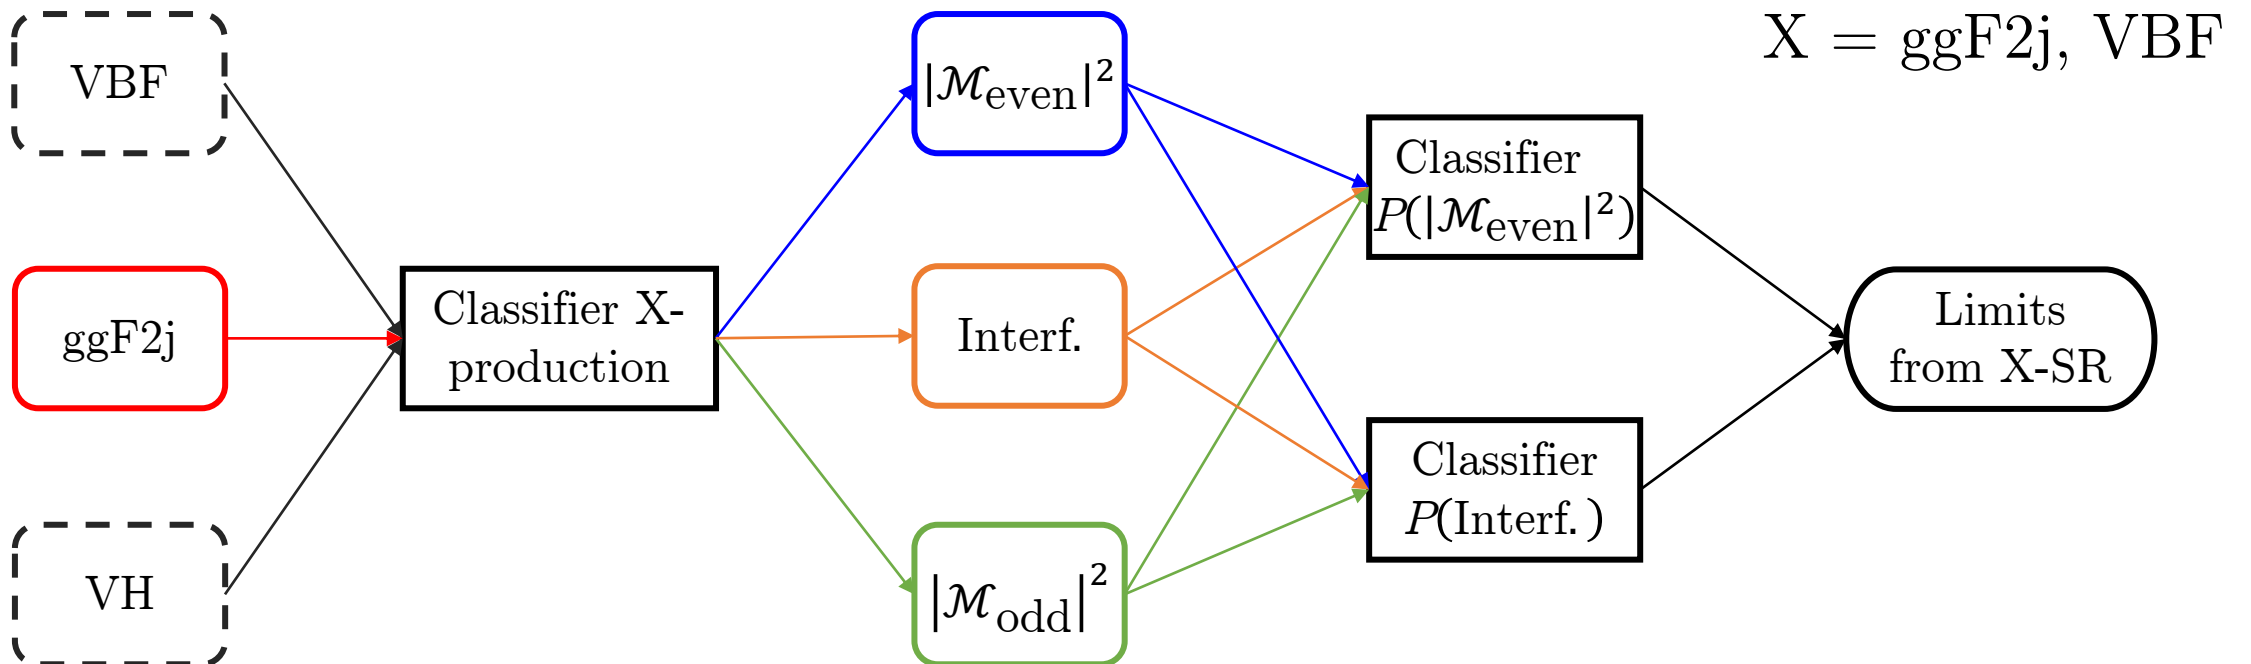 X = ggF2j, VBF
VBF
ggF2j
VH
Classifier X-
production
|ℳeven|²
Interf.
|ℳodd|²
Classifier
P(|ℳeven|²)
Classifier
P(Interf.)
Limits
from X-SR